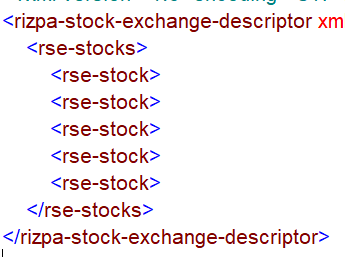 <rizpa-stock-exchange-descriptor xm
<rse-stocks>
<rse-stock>
<rse-stock>
<rse-stock>
<rse-stock>
<rse-stock>
</rse-stocks>
</rizpa-stock-exchange-descriptor>